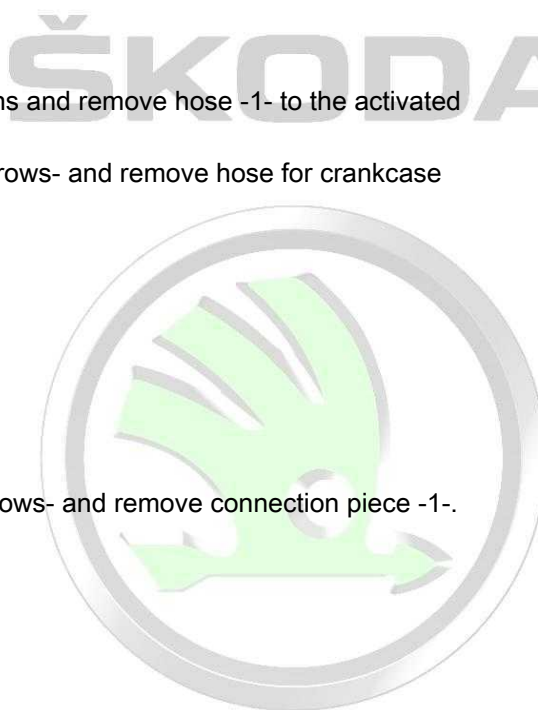 ŠKODA
ns and remove hose -1- to the activated
rows- and remove hose for crankcase
ows- and remove connection piece -1-.